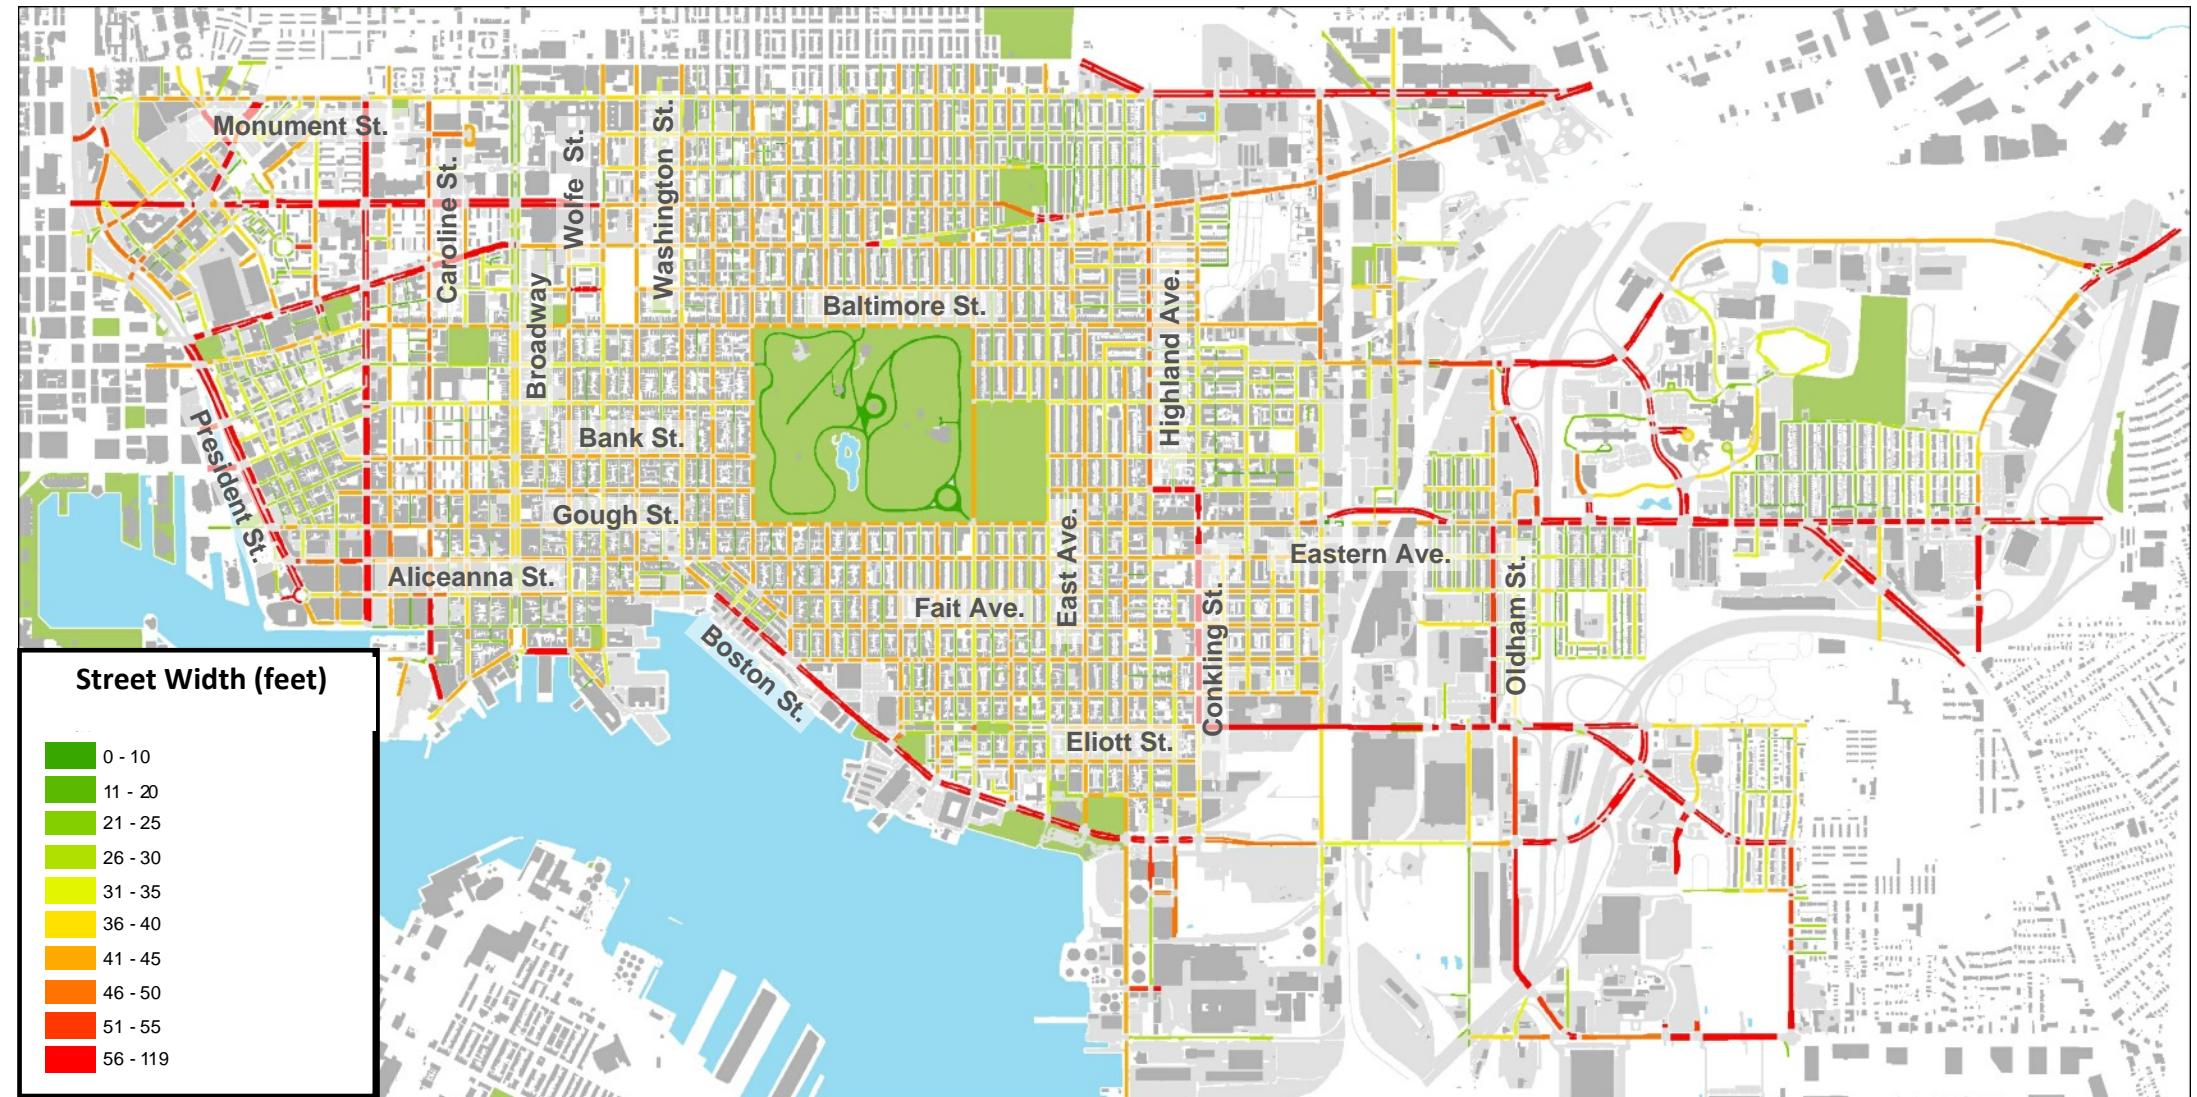 Monument St.
Caroline St.
Wolfe St.
Washington St.
Broadway
Baltimore St.
Highland Ave.
President St.
Bank St.
Gough St.
East Ave.
Eastern Ave.
Aliceanna St.
Fait Ave.
Conkling St.
Oldham St.
Boston St.
Eliott St.
Street Width (feet)
0 - 10
11 - 20
21 - 25
26 - 30
31 - 35
36 - 40
41 - 45
46 - 50
51 - 55
56 - 119